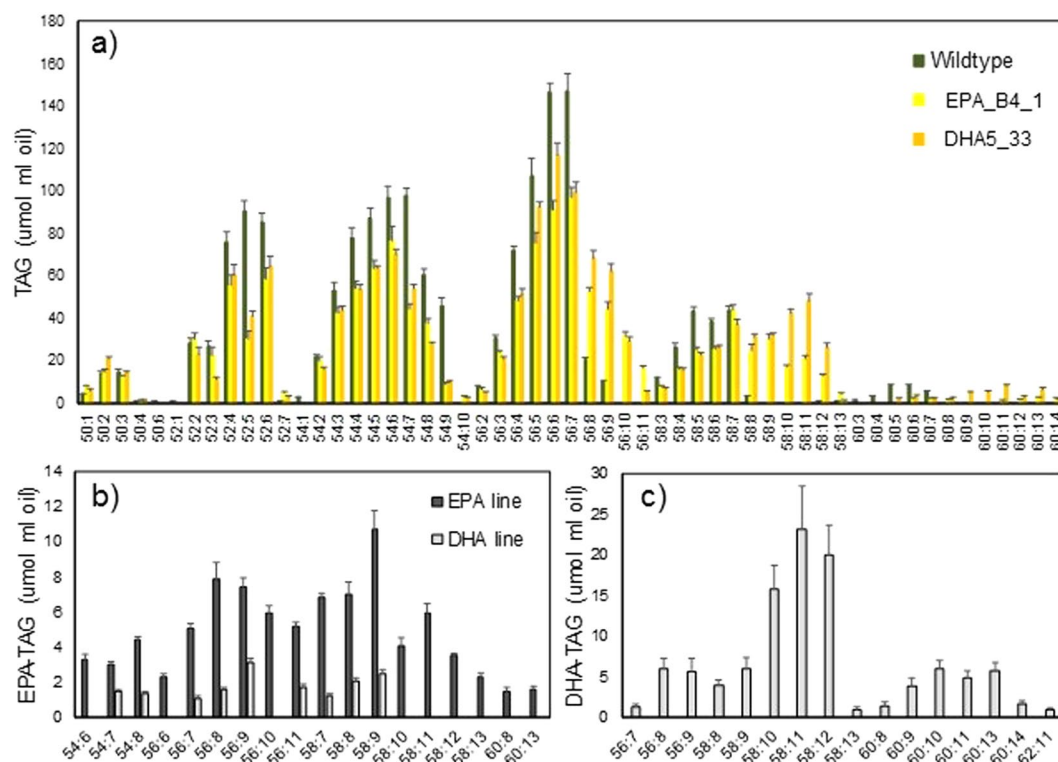 a)
Wildtype
EPA_B4_1
DHA5_33
TAG (umol ml oil)
180
160
140
120
100
80
60
40
20
0
50:1 50:2 50:3 50:4 50:6 52:1 52:2 52:3 52:4 52:5 52:6 52:7 54:1 54:2 54:3 54:4 54:5 54:6 54:7 54:8 54:9 54:10 56:2 56:3 56:4 56:5 56:6 56:7 56:8 56:9 56:10 56:11 58:3 58:4 58:5 58:6 58:7 58:8 58:9 58:10 58:11 58:12 58:13 60:3 60:4 60:5 60:6 60:7 60:8 60:9 60:10 60:11 60:12 60:13 60:14
b)
EPA line
DHA line
EPA-TAG (umol ml oil)
14
12
10
8
6
4
2
0
54:6 54:7 54:8 56:6 56:7 56:8 56:9 56:10 56:11 58:7 58:8 58:9 58:10 58:11 58:12 58:13 60:8 60:13
c)
DHA-TAG (umol ml oil)
30
25
20
15
10
5
0
56:7 56:8 56:9 58:8 58:9 58:10 58:11 58:12 58:13 60:8 60:9 60:10 60:11 60:13 60:14 62:11